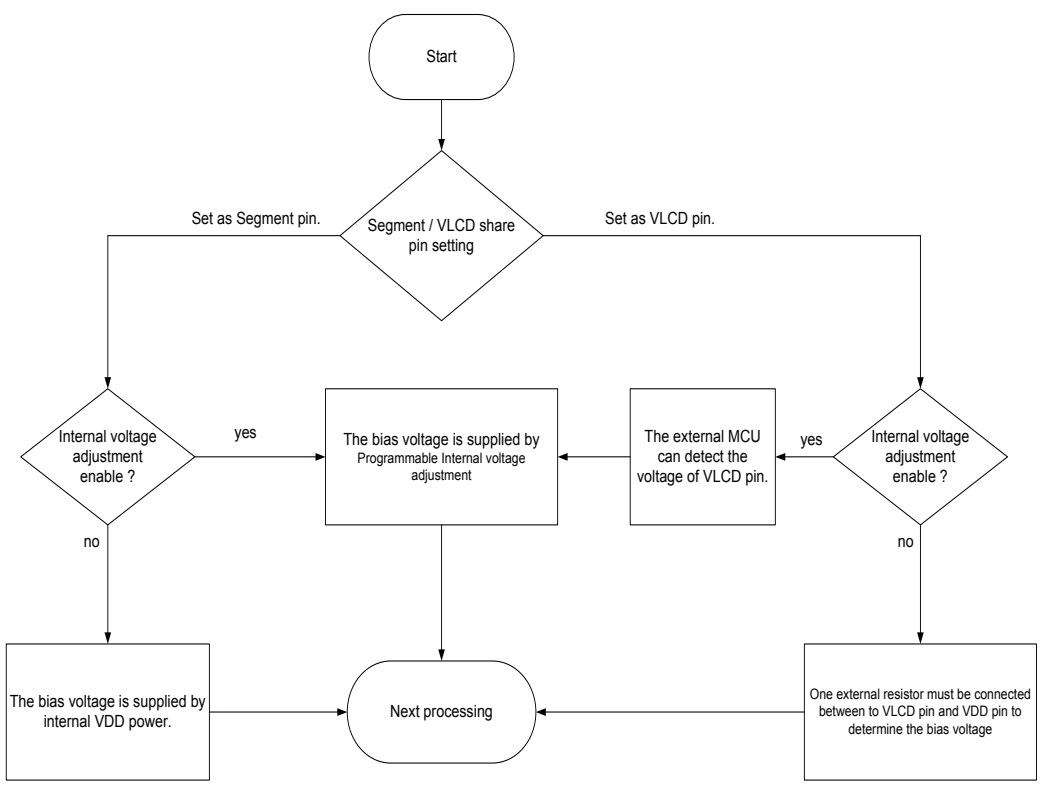 Start
Segment / VLCD share
pin setting
Set as Segment pin.
Set as VLCD pin.
Internal voltage
adjustment
enable ?
yes
The bias voltage is supplied by
Programmable Internal voltage
adjustment
The external MCU
can detect the
voltage of VLCD pin.
yes
Internal voltage
adjustment
enable ?
no
no
The bias voltage is supplied by
internal VDD power.
Next processing
One external resistor must be connected
between to VLCD pin and VDD pin to
determine the bias voltage